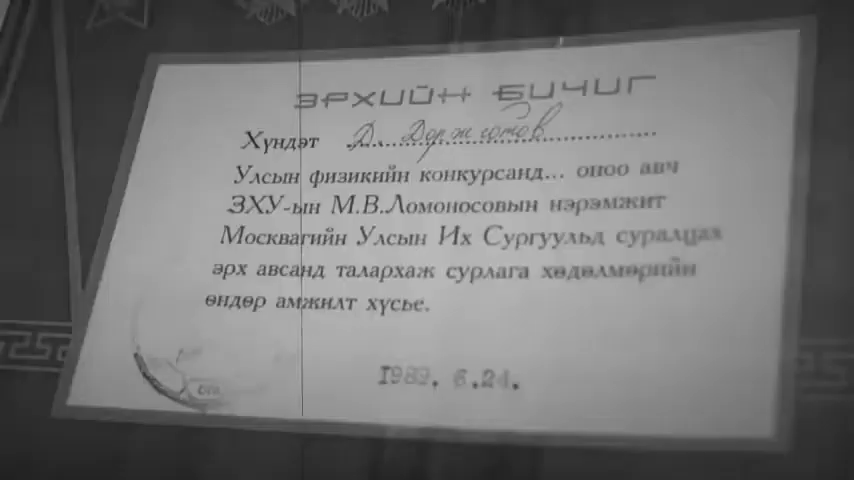 ЭРХИЙН БИЧИГ
Хүндэт Д. Доржготов
Улсын физикийн конкурсанд... оноо авч
ЗХУ-ын М.В.Ломоносовын нэрэмжит
Москвагийн Улсын Их Сургуульд суралцах
эрх авсанд талархаж сурлага хөдөлмөрийн
өндөр амжилт хүсье.
6.24.